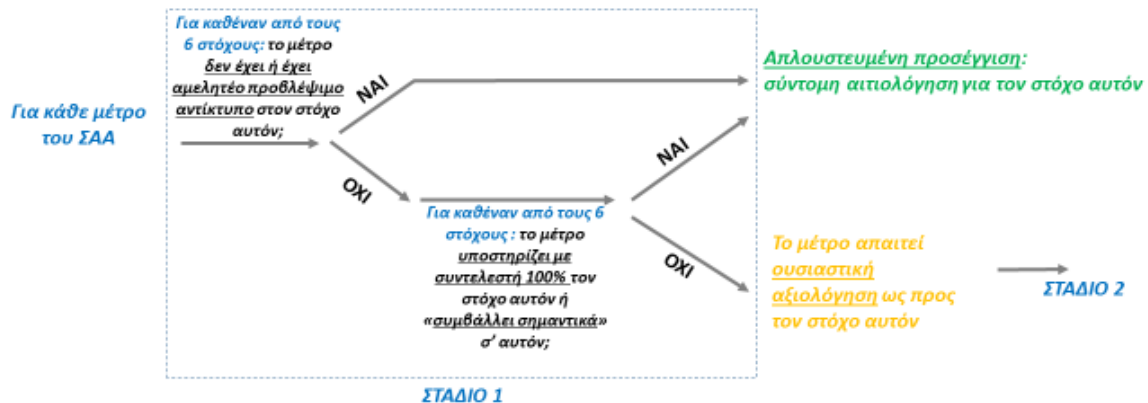 Για καθέναν από τους
6 στόχους: το μέτρο
δεν έχει ή έχει
αμελητέο προβλέψιμο
αντίκτυπο στον στόχο
αυτόν;
Για κάθε μέτρο
του ΣΑΑ
ΝΑΙ
ΟΧΙ
Για καθέναν από τους 6
στόχους : το μέτρο
υποστηρίζει με
συντελεστή 100% τον
στόχο αυτόν ή
«συμβάλλει σημαντικά»
σ' αυτόν;
ΝΑΙ
ΟΧΙ
Απλουστευμένη προσέγγιση:
σύντομη αιτιολόγηση για τον στόχο αυτόν
Το μέτρο απαιτεί
ουσιαστική
αξιολόγηση ως προς
τον στόχο αυτόν
ΣΤΑΔΙΟ 2
ΣΤΑΔΙΟ 1